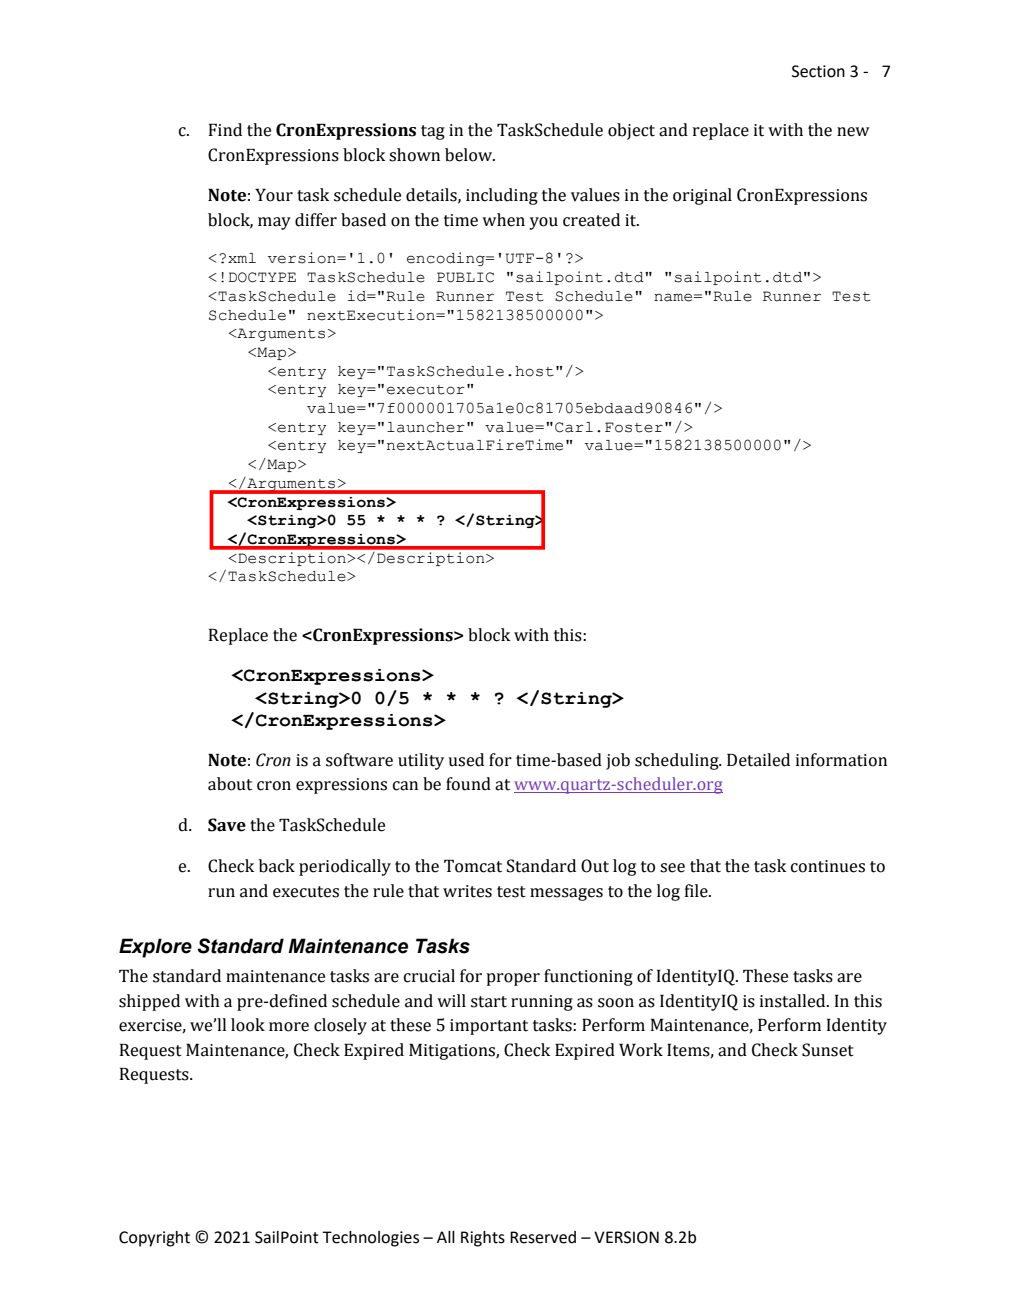 Section 3 - 7
c. Find the CronExpressions tag in the TaskSchedule object and replace it with the new
CronExpressions block shown below.
Note: Your task schedule details, including the values in the original CronExpressions
block, may differ based on the time when you created it.
<?xml version='1.0' encoding='UTF-8'?>
<!DOCTYPE TaskSchedule PUBLIC "sailpoint.dtd" "sailpoint.dtd">
<TaskSchedule id="Rule Runner Test Schedule" name="Rule Runner Test
Schedule" nextExecution="1582138500000">
  <Arguments>
    <Map>
      <entry key="TaskSchedule.host"/>
      <entry key="executor"
          value="7f000001705a1e0c81705ebdaad90846"/>
      <entry key="launcher" value="Carl.Foster"/>
      <entry key="nextActualFireTime" value="1582138500000"/>
    </Map>
  </Arguments>
  <CronExpressions>
    <String>0 55 * * * ? </String>
  </CronExpressions>
  <Description></Description>
</TaskSchedule>
Replace the <CronExpressions> block with this:
<CronExpressions>
  <String>0 0/5 * * * ? </String>
</CronExpressions>
Note: Cron is a software utility used for time-based job scheduling. Detailed information
about cron expressions can be found at www.quartz-scheduler.org
d. Save the TaskSchedule
e. Check back periodically to the Tomcat Standard Out log to see that the task continues to
run and executes the rule that writes test messages to the log file.
Explore Standard Maintenance Tasks
The standard maintenance tasks are crucial for proper functioning of IdentityIQ. These tasks are
shipped with a pre-defined schedule and will start running as soon as IdentityIQ is installed. In this
exercise, we'll look more closely at these 5 important tasks: Perform Maintenance, Perform Identity
Request Maintenance, Check Expired Mitigations, Check Expired Work Items, and Check Sunset
Requests.
Copyright © 2021 SailPoint Technologies – All Rights Reserved – VERSION 8.2b